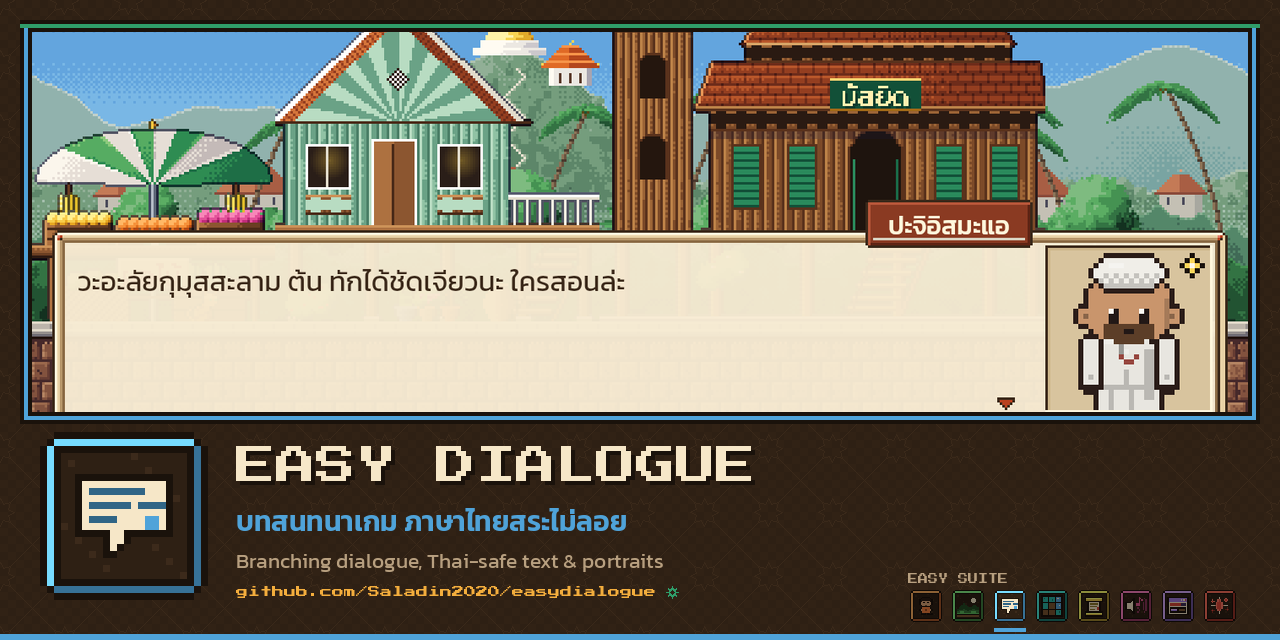 มัสยิด
ปะจิอิสมะแอ
วะอะลัยกุมุสสะลาม ต้น ทักได้ชัดเจียวนะ ใครสอนล่ะ
EASY DIALOGUE
บทสนทนาเกม ภาษาไทยสระไม่ลอย
Branching dialogue, Thai-safe text & portraits
github.com/Saladin2020/easydialogue
EASY SUITE